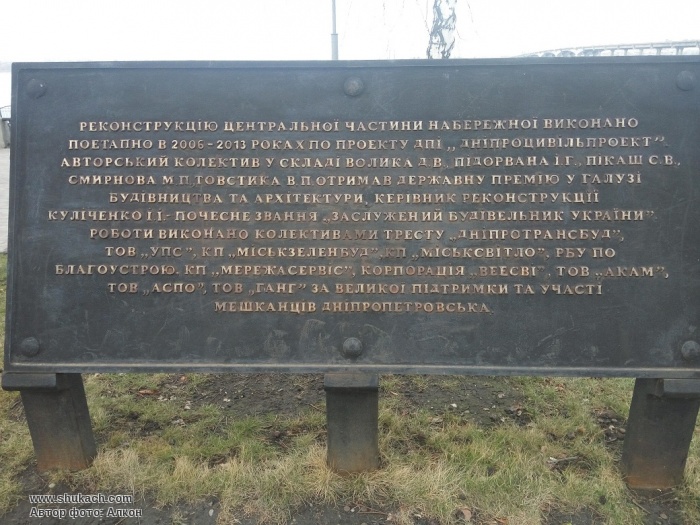 РЕКОНСТРУКЦІЮ ЦЕНТРАЛЬНОЇ ЧАСТИНИ НАБЕРЕЖНОЇ ВИКОНАНО
ПОЕТАПНО В 2006 - 2013 РОКАХ ПО ПРОЕКТУ ДПІ „ДНІПРОЦИВІЛЬПРОЕКТ".
АВТОРСЬКИЙ КОЛЕКТИВ У СКЛАДІ ВОЛИКА Д.В., ПІДОРВАНА І.Г., ПІКАШ С.В.,
СМИРНОВА М.П., ТОВСТИКА В.П. ОТРИМАВ ДЕРЖАВНУ ПРЕМІЮ У ГАЛУЗІ
БУДІВНИЦТВА ТА АРХІТЕКТУРИ, КЕРІВНИК РЕКОНСТРУКЦІЇ
КУЛІЧЕНКО І.І.- ПОЧЕСНЕ ЗВАННЯ „ЗАСЛУЖЕНИЙ БУДІВЕЛЬНИК УКРАЇНИ".
РОБОТИ ВИКОНАНО КОЛЕКТИВАМИ ТРЕСТУ „ДНІПРОТРАНСБУД",
ТОВ „УПС", КП „МІСЬКЗЕЛЕНБУД", КП „МІСЬКСВІТЛО", РБУ ПО
БЛАГОУСТРОЮ, КП „МЕРЕЖАСЕРВІС", КОРПОРАЦІЯ „ВЕЕСВІ", ТОВ „АКАМ",
ТОВ „АСПО", ТОВ „ГАНГ" ЗА ВЕЛИКОЇ ПІДТРИМКИ ТА УЧАСТІ
МЕШКАНЦІВ ДНІПРОПЕТРОВСЬКА.
www.shukach.com
Автор фото: Алкон